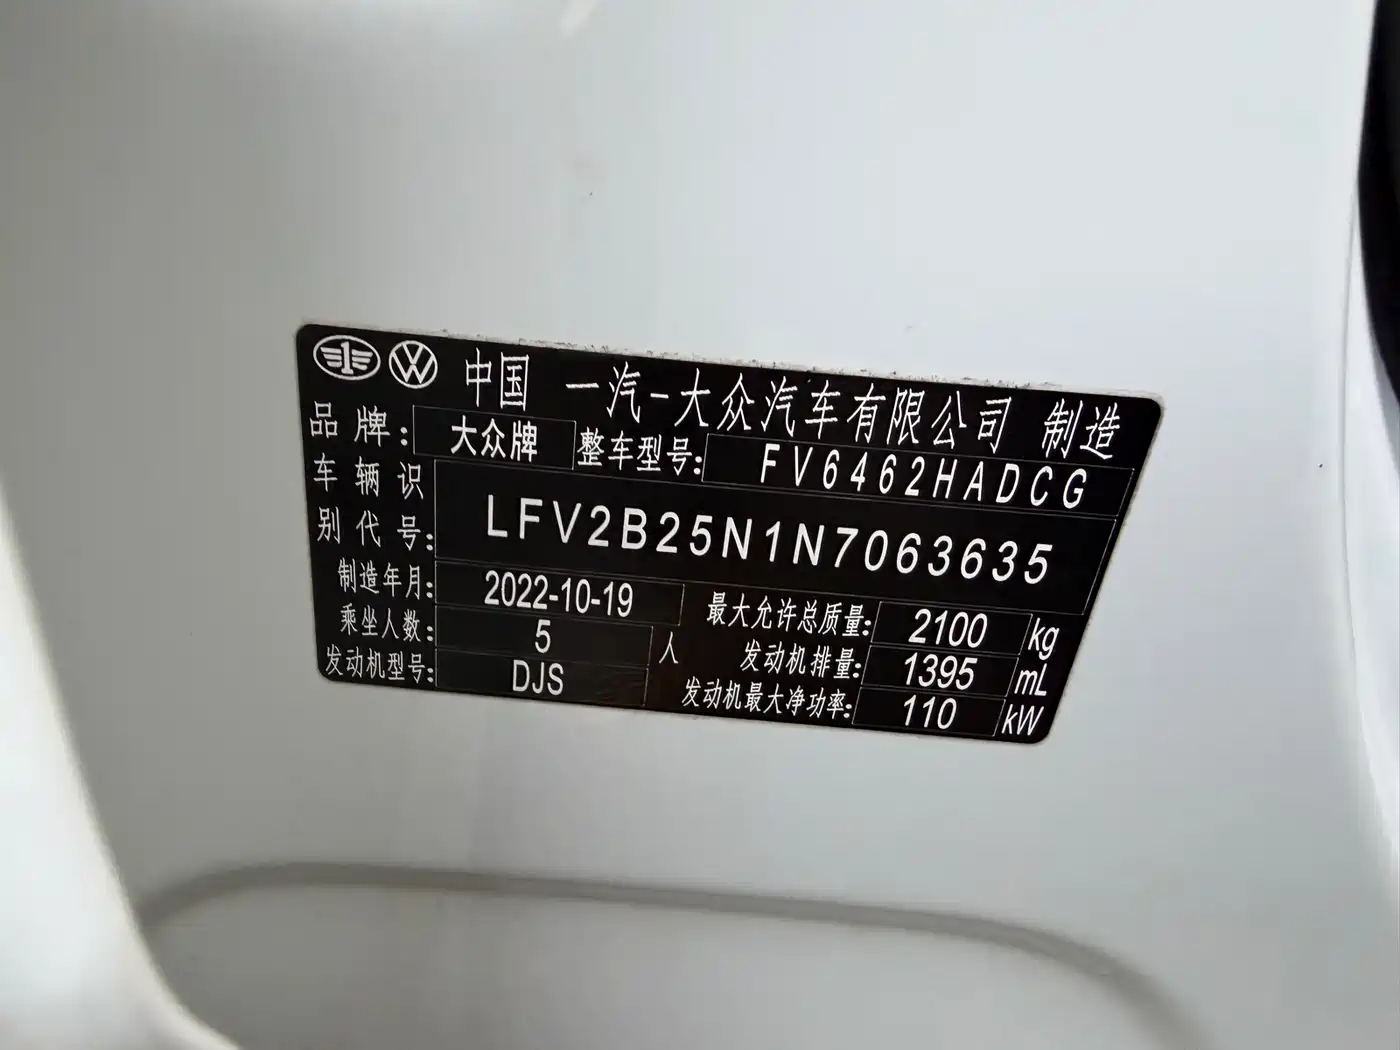 中国 一汽-大众汽车有限公司 制造
品牌: 大众牌 整车型号: FV6462HADCG
车辆识别代号: LFV2B25N1N7063635
制造年月: 2022-10-19 最大允许总质量: 2100 kg
乘坐人数: 5 人 发动机排量: 1395 mL
发动机型号: DJS 发动机最大净功率: 110 kW